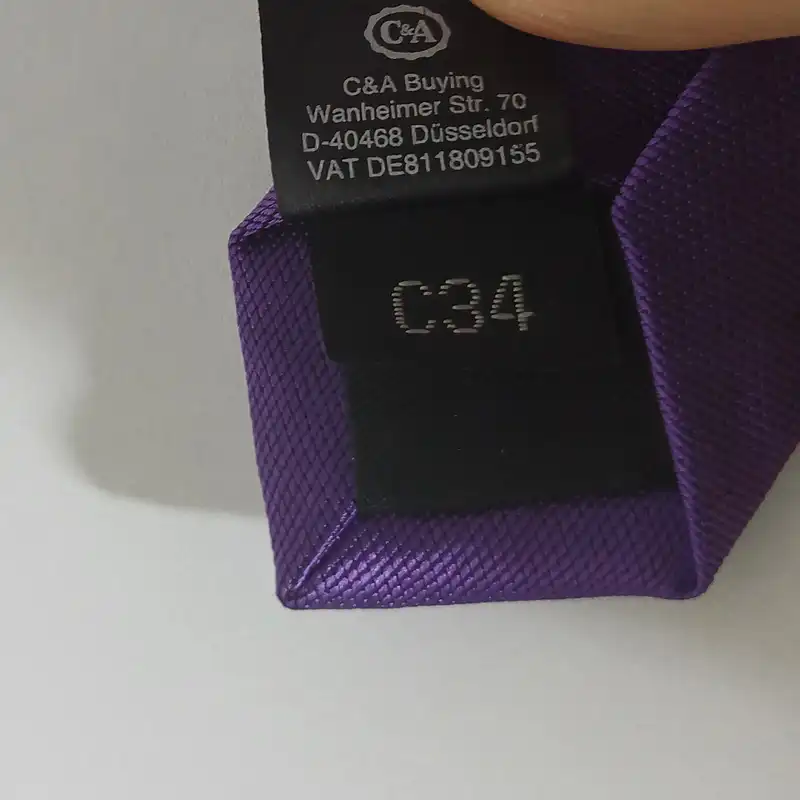 C&A
C&A Buying
Wanheimer Str. 70
D-40468 Düsseldorf
VAT DE811809155
C34